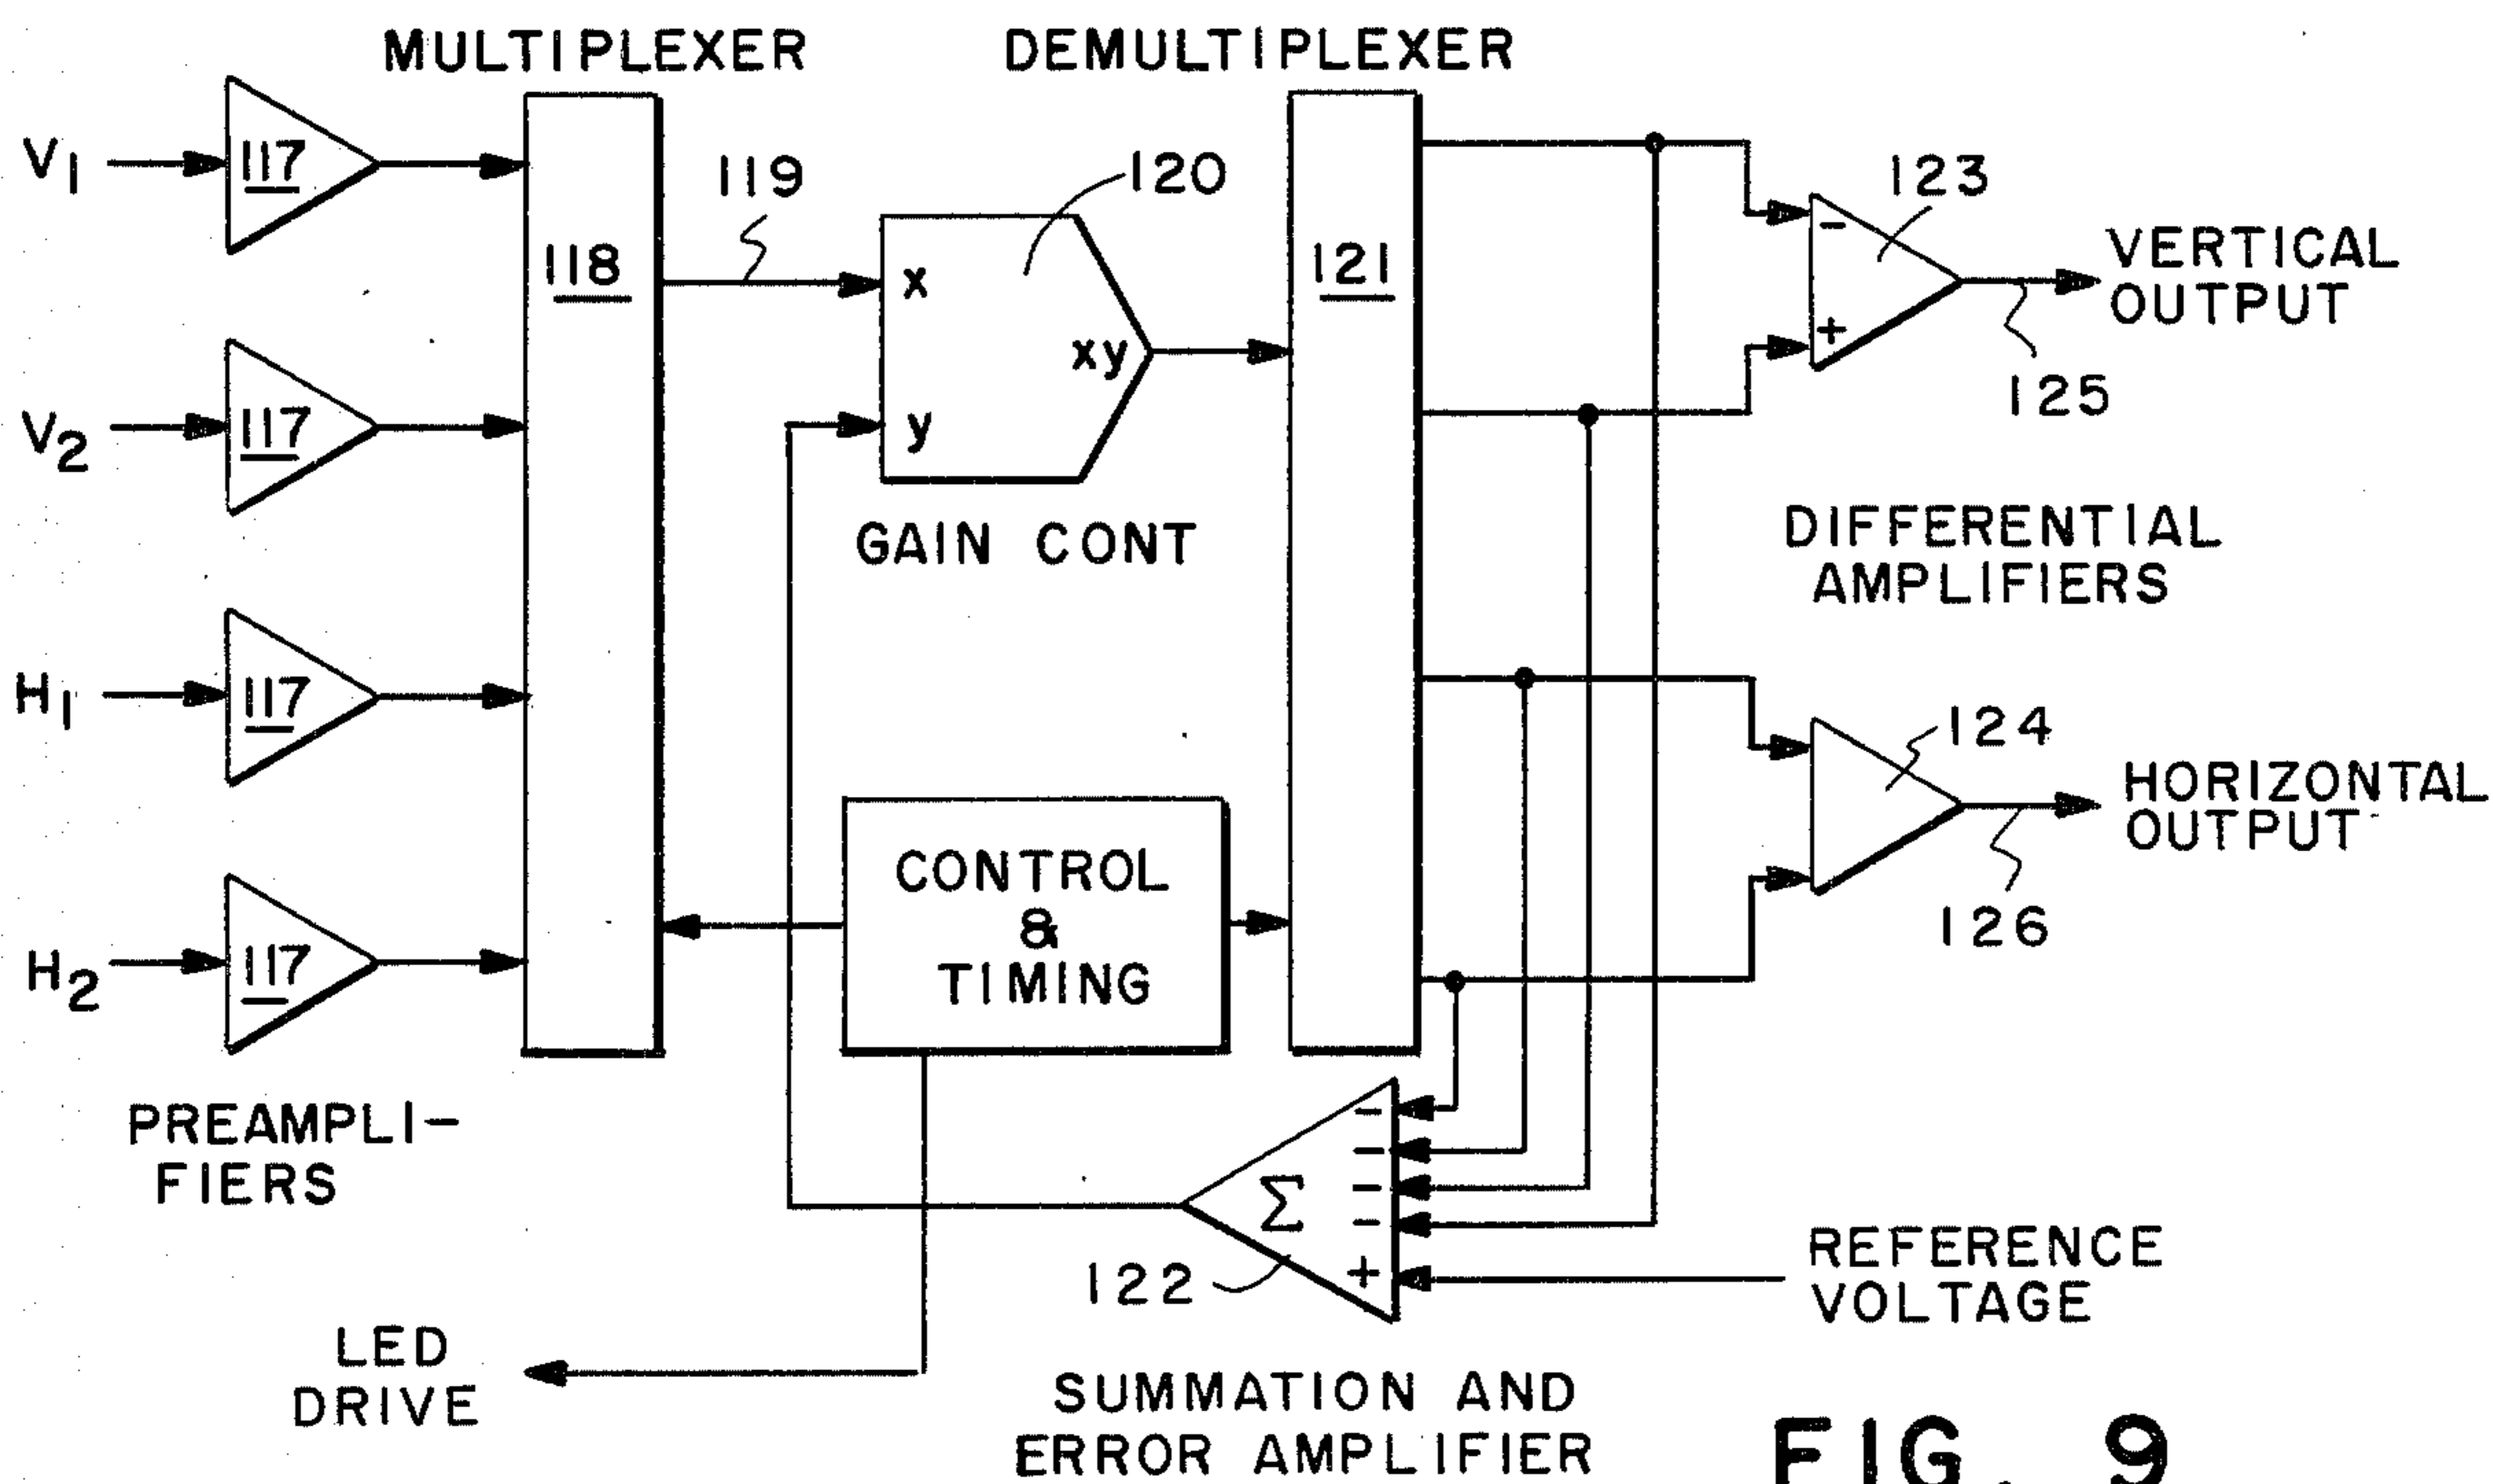 MULTIPLEXER
DEMULTIPLEXER
V1
117
V2
117
H1
117
H2
117
PREAMPLI-
FIERS
118
119
120
x
y
xy
GAIN CONT
CONTROL
&
TIMING
121
123
-
+
VERTICAL
OUTPUT
125
DIFFERENTIAL
AMPLIFIERS
124
HORIZONTAL
OUTPUT
126
-
-
-
-
+
Σ
122
REFERENCE
VOLTAGE
LED
DRIVE
SUMMATION AND
ERROR AMPLIFIER
FIG. 9